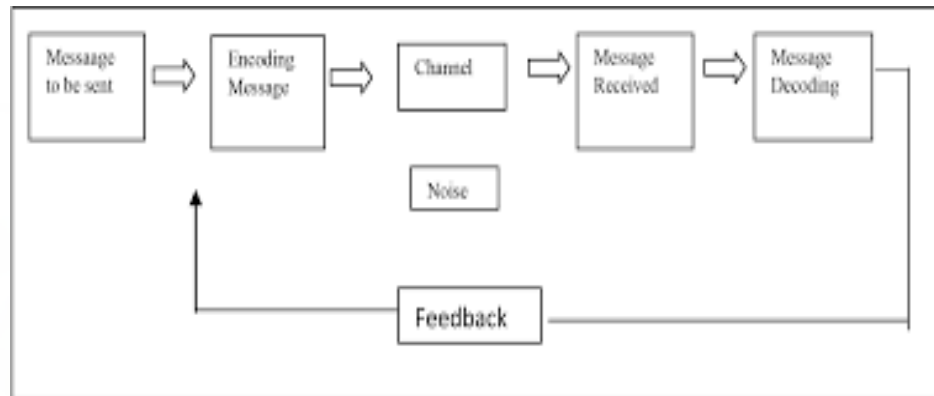 Messaage
to be sent
Encoding
Message
Channel
Message
Received
Message
Decoding
Noise
Feedback